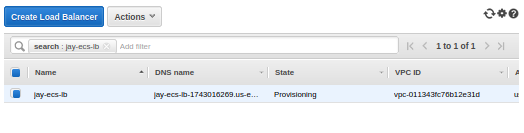 Create Load Balancer Actions
search : jay-ecs-lb Add filter 1 to 1 of 1
Name DNS name State VPC ID
jay-ecs-lb jay-ecs-lb-1743016269.us-e... Provisioning vpc-011343fc76b12e31d